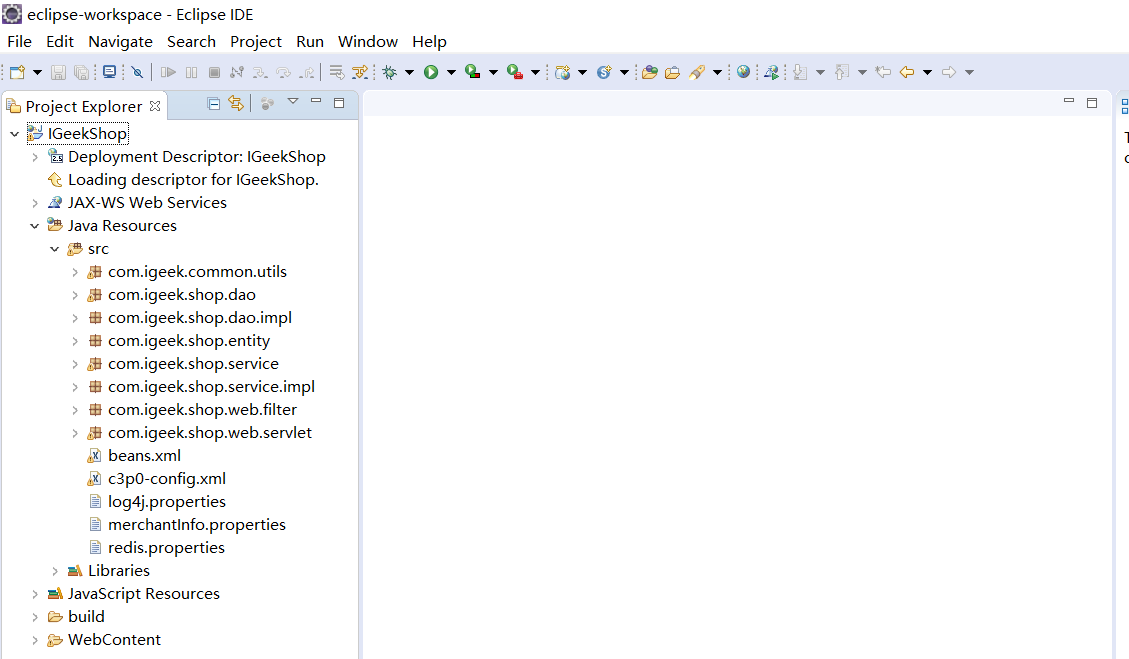 eclipse-workspace - Eclipse IDE
File Edit Navigate Search Project Run Window Help
Project Explorer
IGeekShop
Deployment Descriptor: IGeekShop
Loading descriptor for IGeekShop.
JAX-WS Web Services
Java Resources
src
com.igeek.common.utils
com.igeek.shop.dao
com.igeek.shop.dao.impl
com.igeek.shop.entity
com.igeek.shop.service
com.igeek.shop.service.impl
com.igeek.shop.web.filter
com.igeek.shop.web.servlet
beans.xml
c3p0-config.xml
log4j.properties
merchantInfo.properties
redis.properties
Libraries
JavaScript Resources
build
WebContent